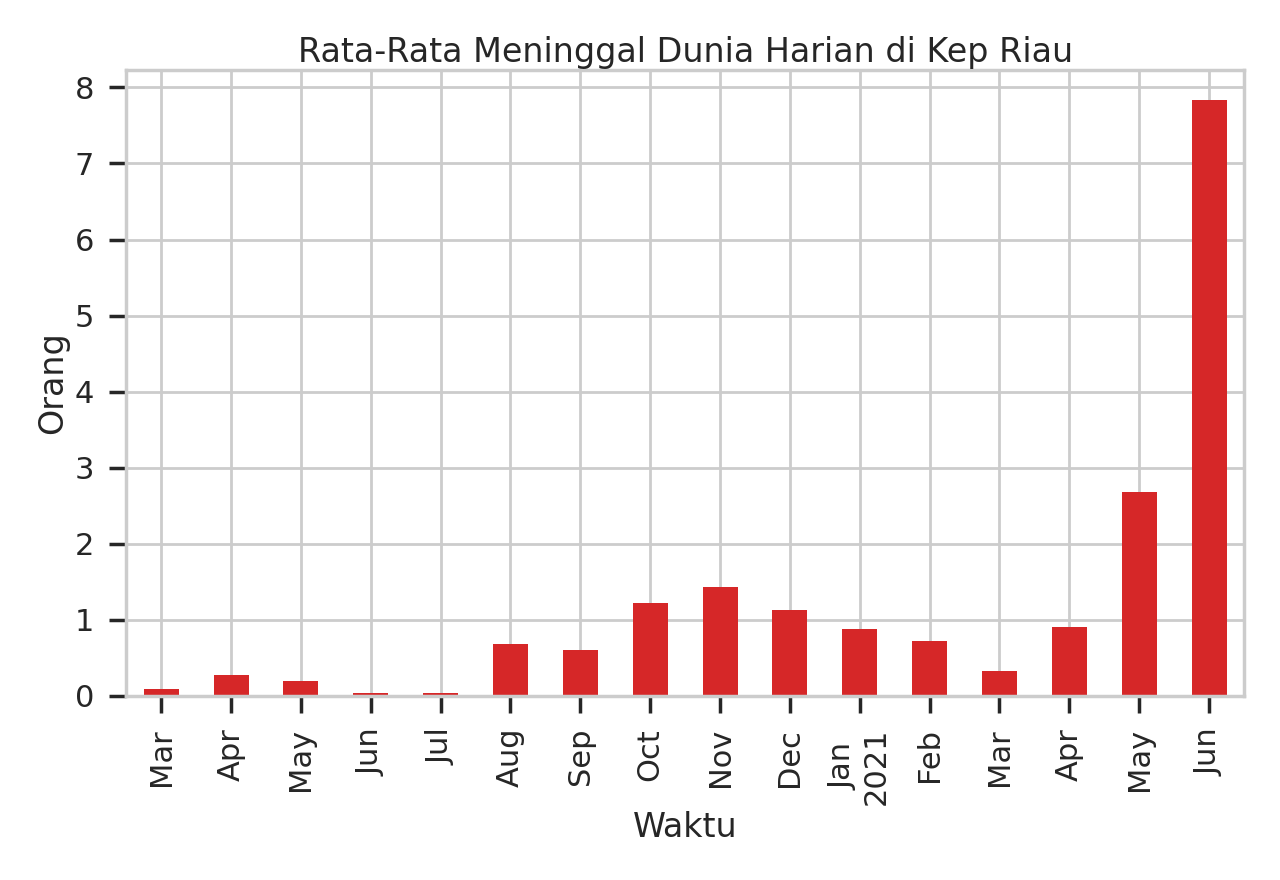 Rata-Rata Meninggal Dunia Harian di Kep Riau
8
7
6
5
4
3
2
1
0
Orang
Mar
Apr
May
Jun
Jul
Aug
Sep
Oct
Nov
Dec
Jan
2021
Feb
Mar
Apr
May
Jun
Waktu